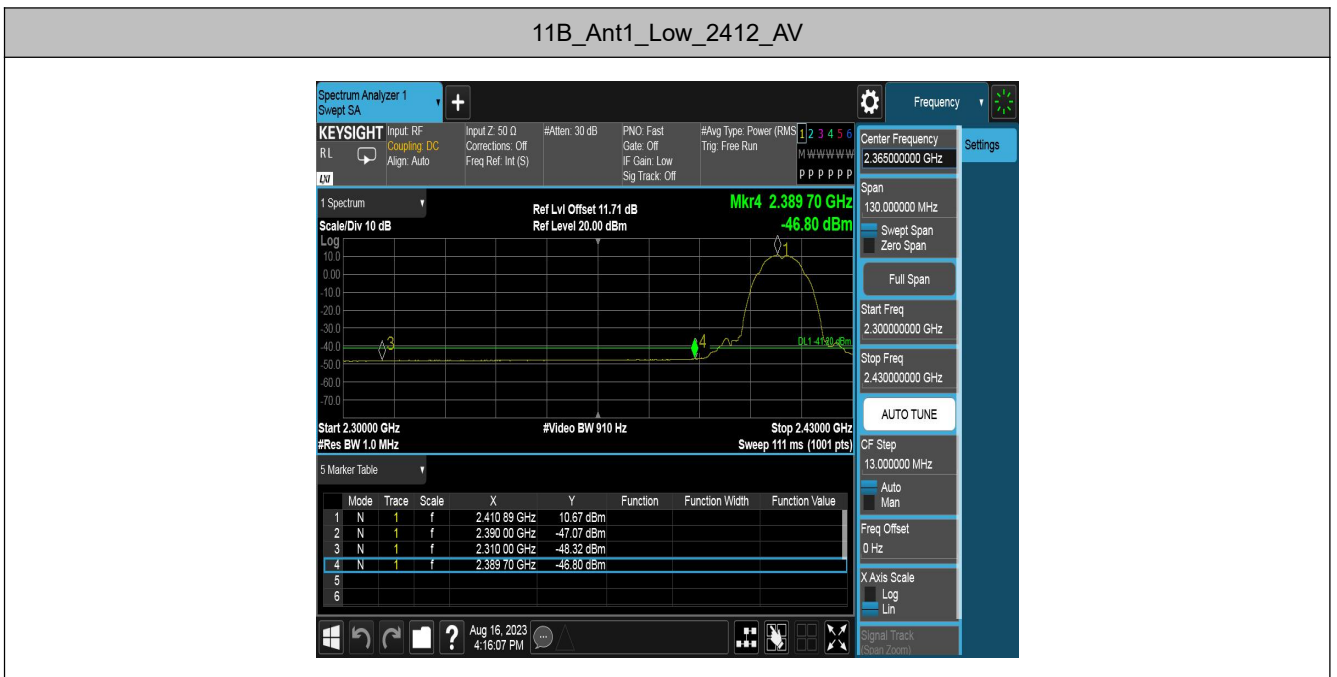 11B_Ant1_Low_2412_AV
Spectrum Analyzer 1
Swept SA
+
Frequency
KEYSIGHT
RL
LXI
Input: RF
Coupling: DC
Align: Auto
Input Z: 50 Ω
Corrections: Off
Freq Ref: Int (S)
#Atten: 30 dB
PNO: Fast
Gate: Off
IF Gain: Low
Sig Track: Off
#Avg Type: Power (RMS
Trig: Free Run
1 2 3 4 5 6
M W W W W W
P P P P P P
Settings
1 Spectrum
Scale/Div 10 dB
Ref Lvl Offset 11.71 dB
Ref Level 20.00 dBm
Mkr4 2.389 70 GHz
-46.80 dBm
Log
10.0
0.00
-10.0
-20.0
-30.0
-40.0
-50.0
-60.0
-70.0
1
3
4
Start 2.30000 GHz
#Video BW 910 Hz
Stop 2.43000 GHz
#Res BW 1.0 MHz
Sweep 111 ms (1001 pts)
5 Marker Table
Mode Trace Scale X Y Function Function Width Function Value
1 N 1 f 2.410 89 GHz 10.67 dBm
2 N 1 f 2.390 00 GHz -47.07 dBm
3 N 1 f 2.310 00 GHz -48.32 dBm
4 N 1 f 2.389 70 GHz -46.80 dBm
5
6
Center Frequency
2.365000000 GHz
Span
130.000000 MHz
Swept Span
Zero Span
Full Span
Start Freq
2.300000000 GHz
Stop Freq
2.430000000 GHz
AUTO TUNE
CF Step
13.000000 MHz
Auto
Man
Freq Offset
0 Hz
X Axis Scale
Log
Lin
Signal Track
(Span Zoom)
?
Aug 16, 2023
4:16:07 PM